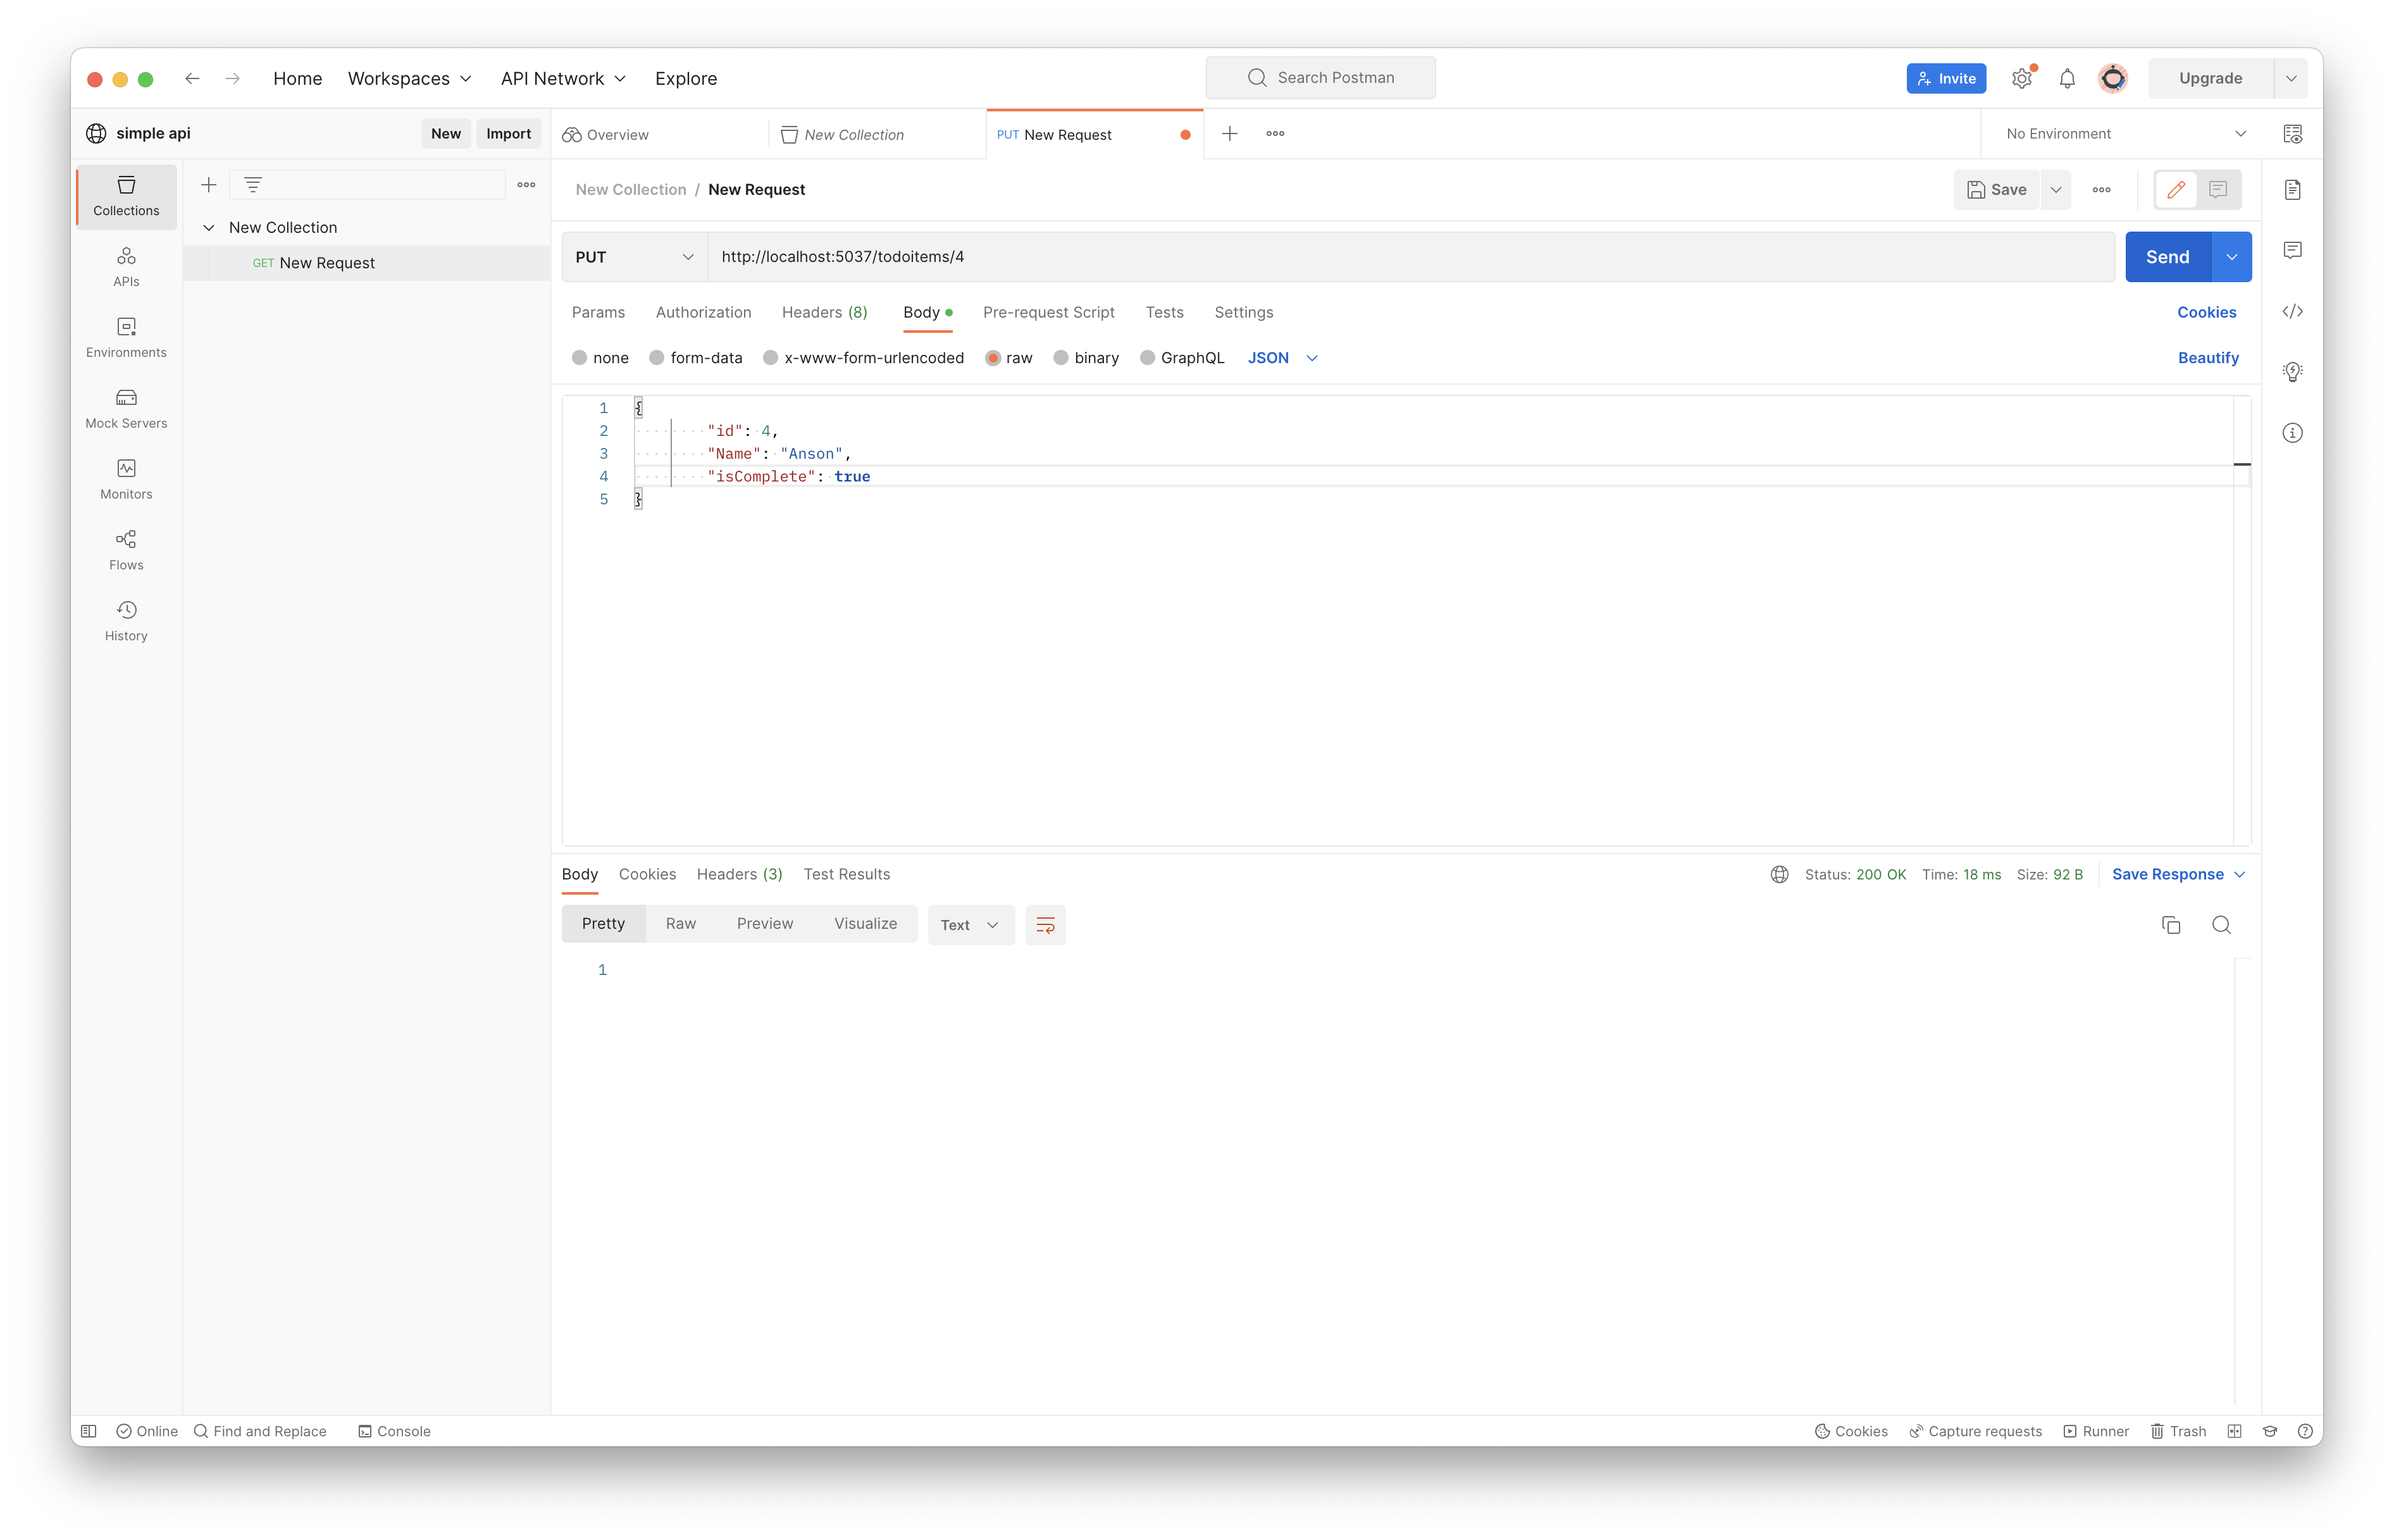 Home Workspaces API Network Explore Search Postman Invite Upgrade
simple api New Import Overview New Collection PUT New Request No Environment
Collections
APIs
Environments
Mock Servers
Monitors
Flows
History
New Collection
GET New Request
New Collection / New Request Save
PUT http://localhost:5037/todoitems/4 Send
Params Authorization Headers (8) Body Pre-request Script Tests Settings Cookies
none form-data x-www-form-urlencoded raw binary GraphQL JSON Beautify
1 {
2 "id": 4,
3 "Name": "Anson",
4 "isComplete": true
5 }
Body Cookies Headers (3) Test Results Status: 200 OK Time: 18 ms Size: 92 B Save Response
Pretty Raw Preview Visualize Text
1
Online Find and Replace Console Cookies Capture requests Runner Trash